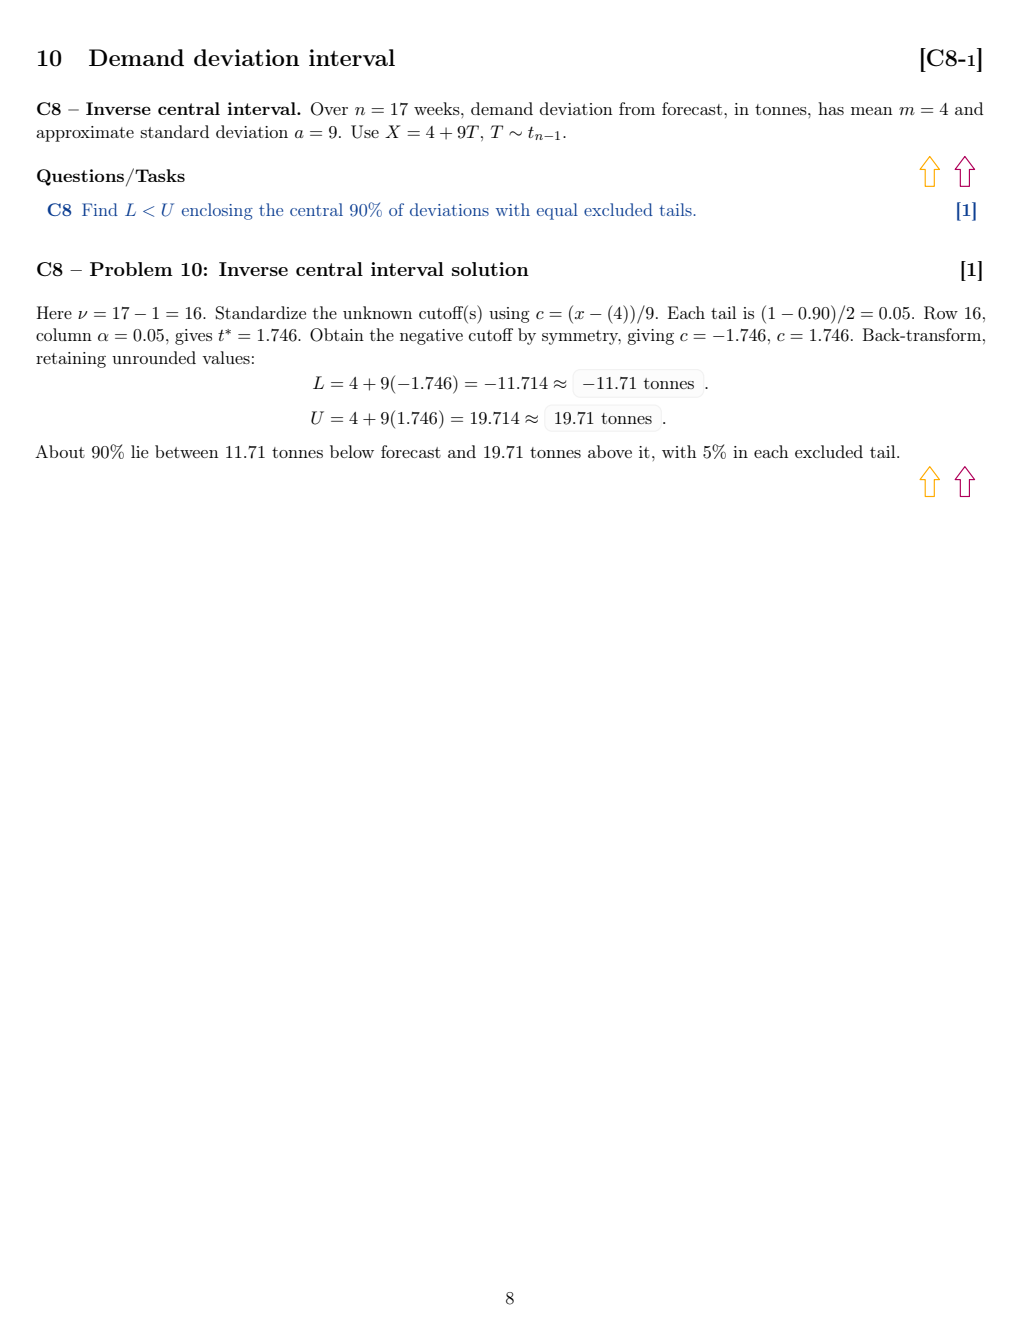 10 Demand deviation interval [C8-1]
C8 – Inverse central interval. Over n = 17 weeks, demand deviation from forecast, in tonnes, has mean m = 4 and
approximate standard deviation a = 9. Use X = 4 + 9T, T ∼ tₙ₋₁.
Questions/Tasks
C8 Find L < U enclosing the central 90% of deviations with equal excluded tails. [1]
C8 – Problem 10: Inverse central interval solution [1]
Here ν = 17 − 1 = 16. Standardize the unknown cutoff(s) using c = (x − (4))/9. Each tail is (1 − 0.90)/2 = 0.05. Row 16,
column α = 0.05, gives t* = 1.746. Obtain the negative cutoff by symmetry, giving c = −1.746, c = 1.746. Back-transform,
retaining unrounded values:
L = 4 + 9(−1.746) = −11.714 ≈ −11.71 tonnes .
U = 4 + 9(1.746) = 19.714 ≈ 19.71 tonnes .
About 90% lie between 11.71 tonnes below forecast and 19.71 tonnes above it, with 5% in each excluded tail.
8